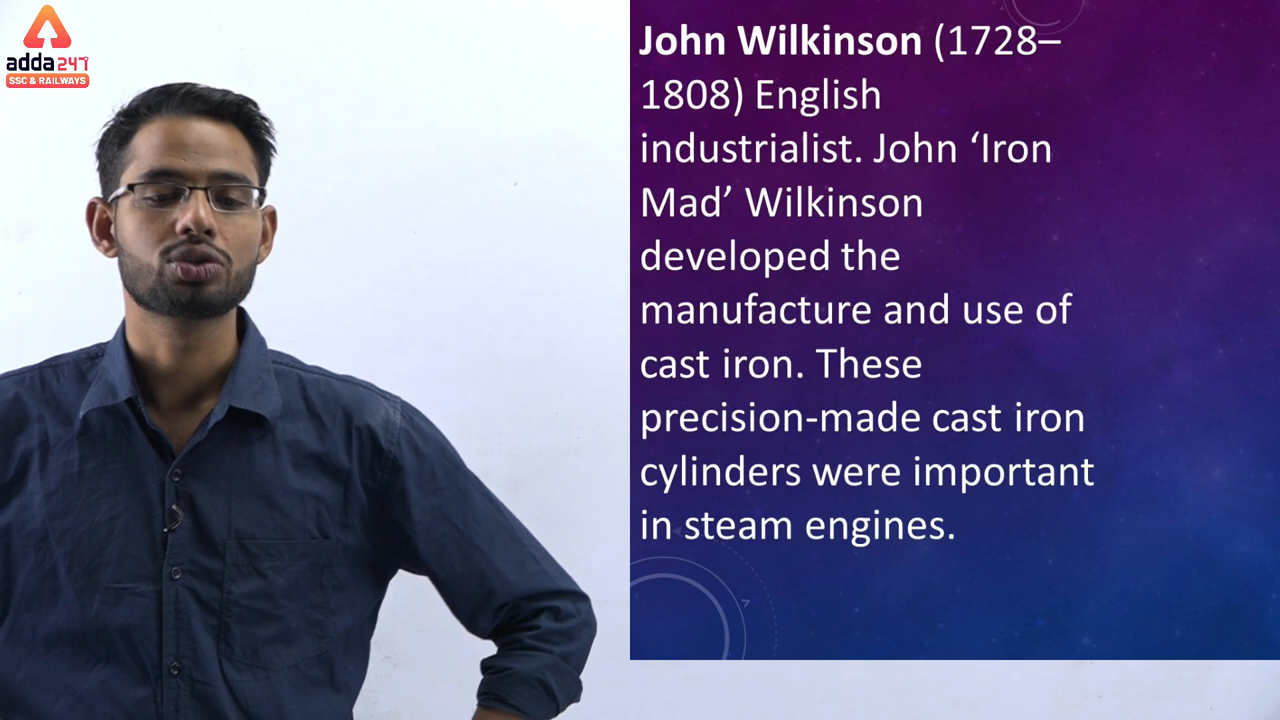 adda247
SSC & RAILWAYS
John Wilkinson (1728–
1808) English
industrialist. John ‘Iron
Mad’ Wilkinson
developed the
manufacture and use of
cast iron. These
precision-made cast iron
cylinders were important
in steam engines.